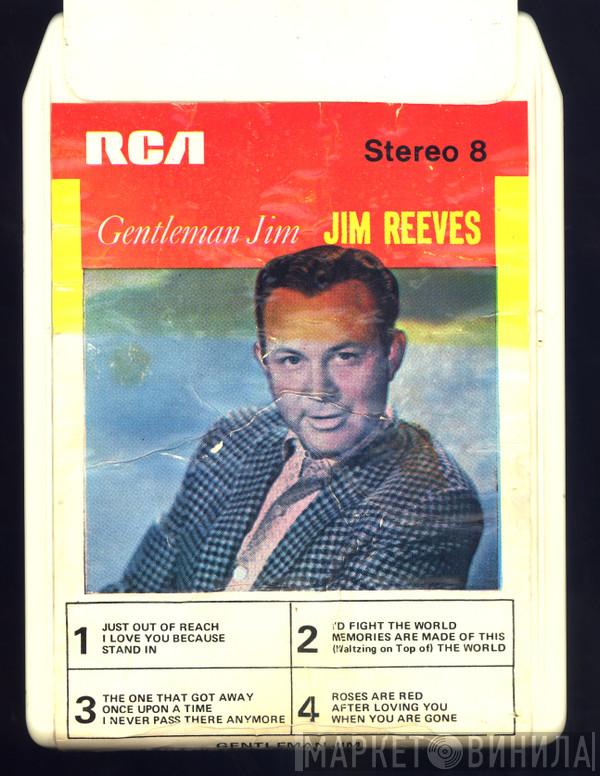 RCA
Stereo 8
Gentleman Jim JIM REEVES
1
JUST OUT OF REACH
I LOVE YOU BECAUSE
STAND IN
2
I'D FIGHT THE WORLD
MEMORIES ARE MADE OF THIS
(Waltzing on Top of) THE WORLD
3
THE ONE THAT GOT AWAY
ONCE UPON A TIME
I NEVER PASS THERE ANYMORE
4
ROSES ARE RED
AFTER LOVING YOU
WHEN YOU ARE GONE
GENTLEMAN JIM
МАРКЕТ ВИНИЛА